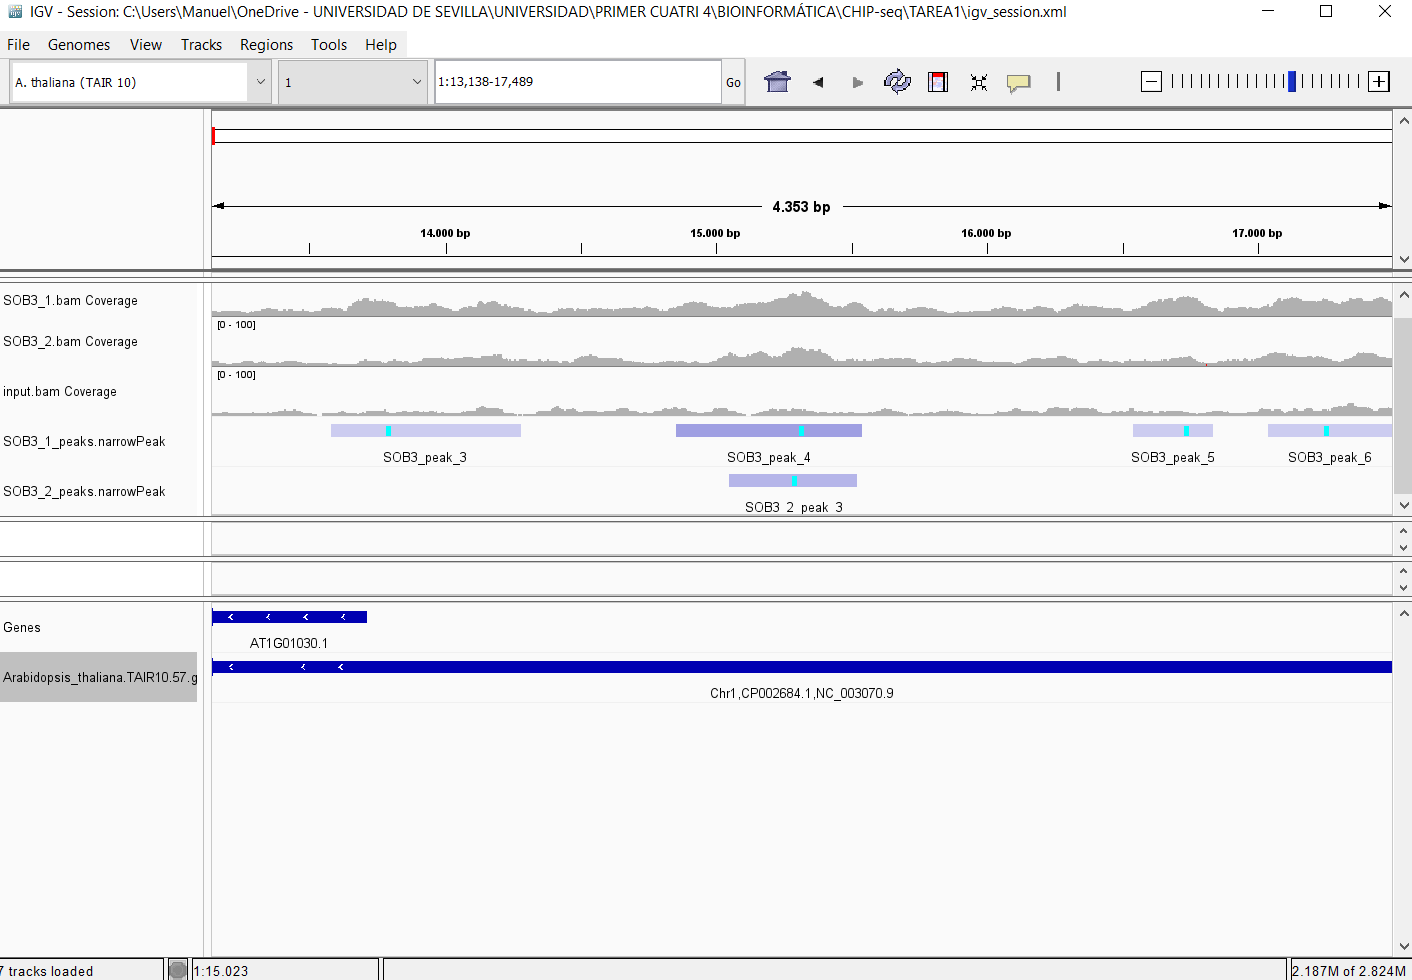 IGV - Session: C:\Users\Manuel\OneDrive - UNIVERSIDAD DE SEVILLA\UNIVERSIDAD\PRIMER CUATRI 4\BIOINFORMÁTICA\CHIP-seq\TAREA1\igv_session.xml
File Genomes View Tracks Regions Tools Help
A. thaliana (TAIR 10) 1 1:13,138-17,489 Go
4.353 bp
14.000 bp 15.000 bp 16.000 bp 17.000 bp
SOB3_1.bam Coverage
[0 - 100]
SOB3_2.bam Coverage
[0 - 100]
input.bam Coverage
SOB3_1_peaks.narrowPeak
SOB3_peak_3 SOB3_peak_4 SOB3_peak_5 SOB3_peak_6
SOB3_2_peaks.narrowPeak
SOB3_2_peak_3
Genes
AT1G01030.1
Arabidopsis_thaliana.TAIR10.57.g
Chr1,CP002684.1,NC_003070.9
7 tracks loaded 1:15.023 2.187M of 2.824M